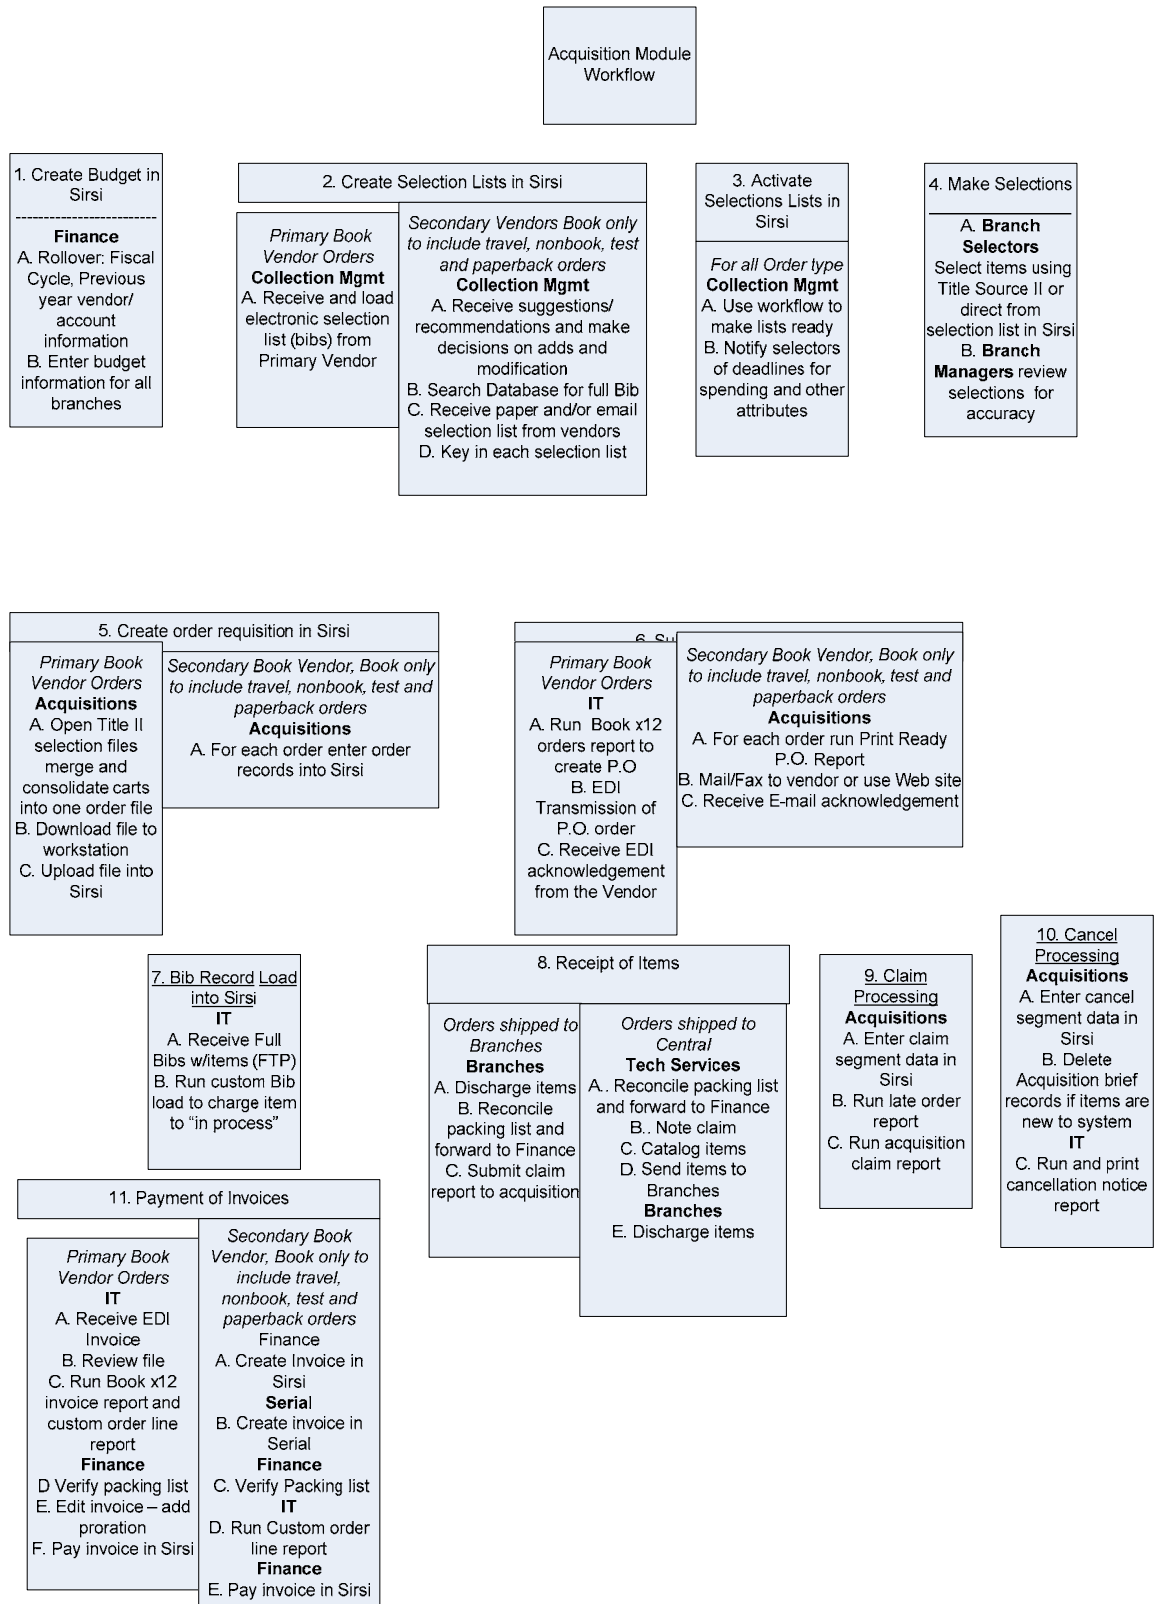 Acquisition Module
Workflow
1. Create Budget in
Sirsi
--------------------------
Finance
A. Rollover: Fiscal
Cycle, Previous
year vendor/
account
information
B. Enter budget
information for all
branches
2. Create Selection Lists in Sirsi
Primary Book
Vendor Orders
Collection Mgmt
A. Receive and load
electronic selection
list (bibs) from
Primary Vendor
Secondary Vendors Book only
to include travel, nonbook, test
and paperback orders
Collection Mgmt
A. Receive suggestions/
recommendations and make
decisions on adds and
modification
B. Search Database for full Bib
C. Receive paper and/or email
selection list from vendors
D. Key in each selection list
3. Activate
Selections Lists in
Sirsi
For all Order type
Collection Mgmt
A. Use workflow to
make lists ready
B. Notify selectors
of deadlines for
spending and other
attributes
4. Make Selections
A. Branch
Selectors
Select items using
Title Source II or
direct from
selection list in Sirsi
B. Branch
Managers review
selections for
accuracy
5. Create order requisition in Sirsi
Primary Book
Vendor Orders
Acquisitions
A. Open Title II
selection files
merge and
consolidate carts
into one order file
B. Download file to
workstation
C. Upload file into
Sirsi
Secondary Book Vendor, Book only
to include travel, nonbook, test and
paperback orders
Acquisitions
A. For each order enter order
records into Sirsi
6.
Primary Book
Vendor Orders
IT
A. Run Book x12
orders report to
create P.O
B. EDI
Transmission of
P.O. order
C. Receive EDI
acknowledgement
from the Vendor
Secondary Book Vendor, Book only
to include travel, nonbook, test and
paperback orders
Acquisitions
A. For each order run Print Ready
P.O. Report
B. Mail/Fax to vendor or use Web site
C. Receive E-mail acknowledgement
7. Bib Record Load
into Sirsi
IT
A. Receive Full
Bibs w/items (FTP)
B. Run custom Bib
load to charge item
to “in process”
8. Receipt of Items
Orders shipped to
Branches
Branches
A. Discharge items
B. Reconcile
packing list and
forward to Finance
C. Submit claim
report to acquisition
Orders shipped to
Central
Tech Services
A.. Reconcile packing list
and forward to Finance
B.. Note claim
C. Catalog items
D. Send items to
Branches
Branches
E. Discharge items
9. Claim
Processing
Acquisitions
A. Enter claim
segment data in
Sirsi
B. Run late order
report
C. Run acquisition
claim report
10. Cancel
Processing
Acquisitions
A. Enter cancel
segment data in
Sirsi
B. Delete
Acquisition brief
records if items are
new to system
IT
C. Run and print
cancellation notice
report
11. Payment of Invoices
Primary Book
Vendor Orders
IT
A. Receive EDI
Invoice
B. Review file
C. Run Book x12
invoice report and
custom order line
report
Finance
D Verify packing list
E. Edit invoice – add
proration
F. Pay invoice in Sirsi
Secondary Book
Vendor, Book only to
include travel,
nonbook, test and
paperback orders
Finance
A. Create Invoice in
Sirsi
Serial
B. Create invoice in
Serial
Finance
C. Verify Packing list
IT
D. Run Custom order
line report
Finance
E. Pay invoice in Sirsi